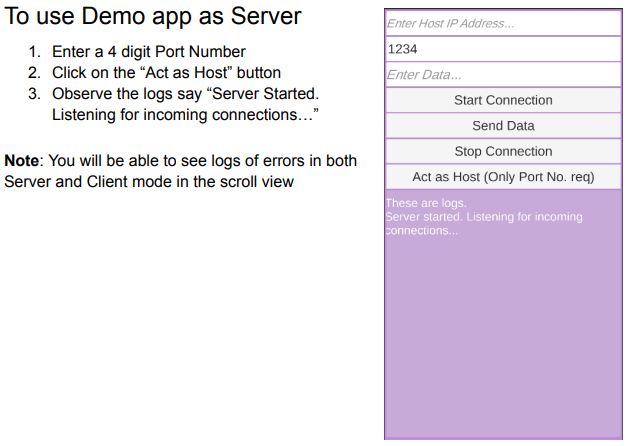 To use Demo app as Server
1. Enter a 4 digit Port Number
2. Click on the “Act as Host” button
3. Observe the logs say “Server Started.
Listening for incoming connections…”
Note: You will be able to see logs of errors in both
Server and Client mode in the scroll view
Enter Host IP Address...
1234
Enter Data...
Start Connection
Send Data
Stop Connection
Act as Host (Only Port No. req)
These are logs.
Server started. Listening for incoming
connections...